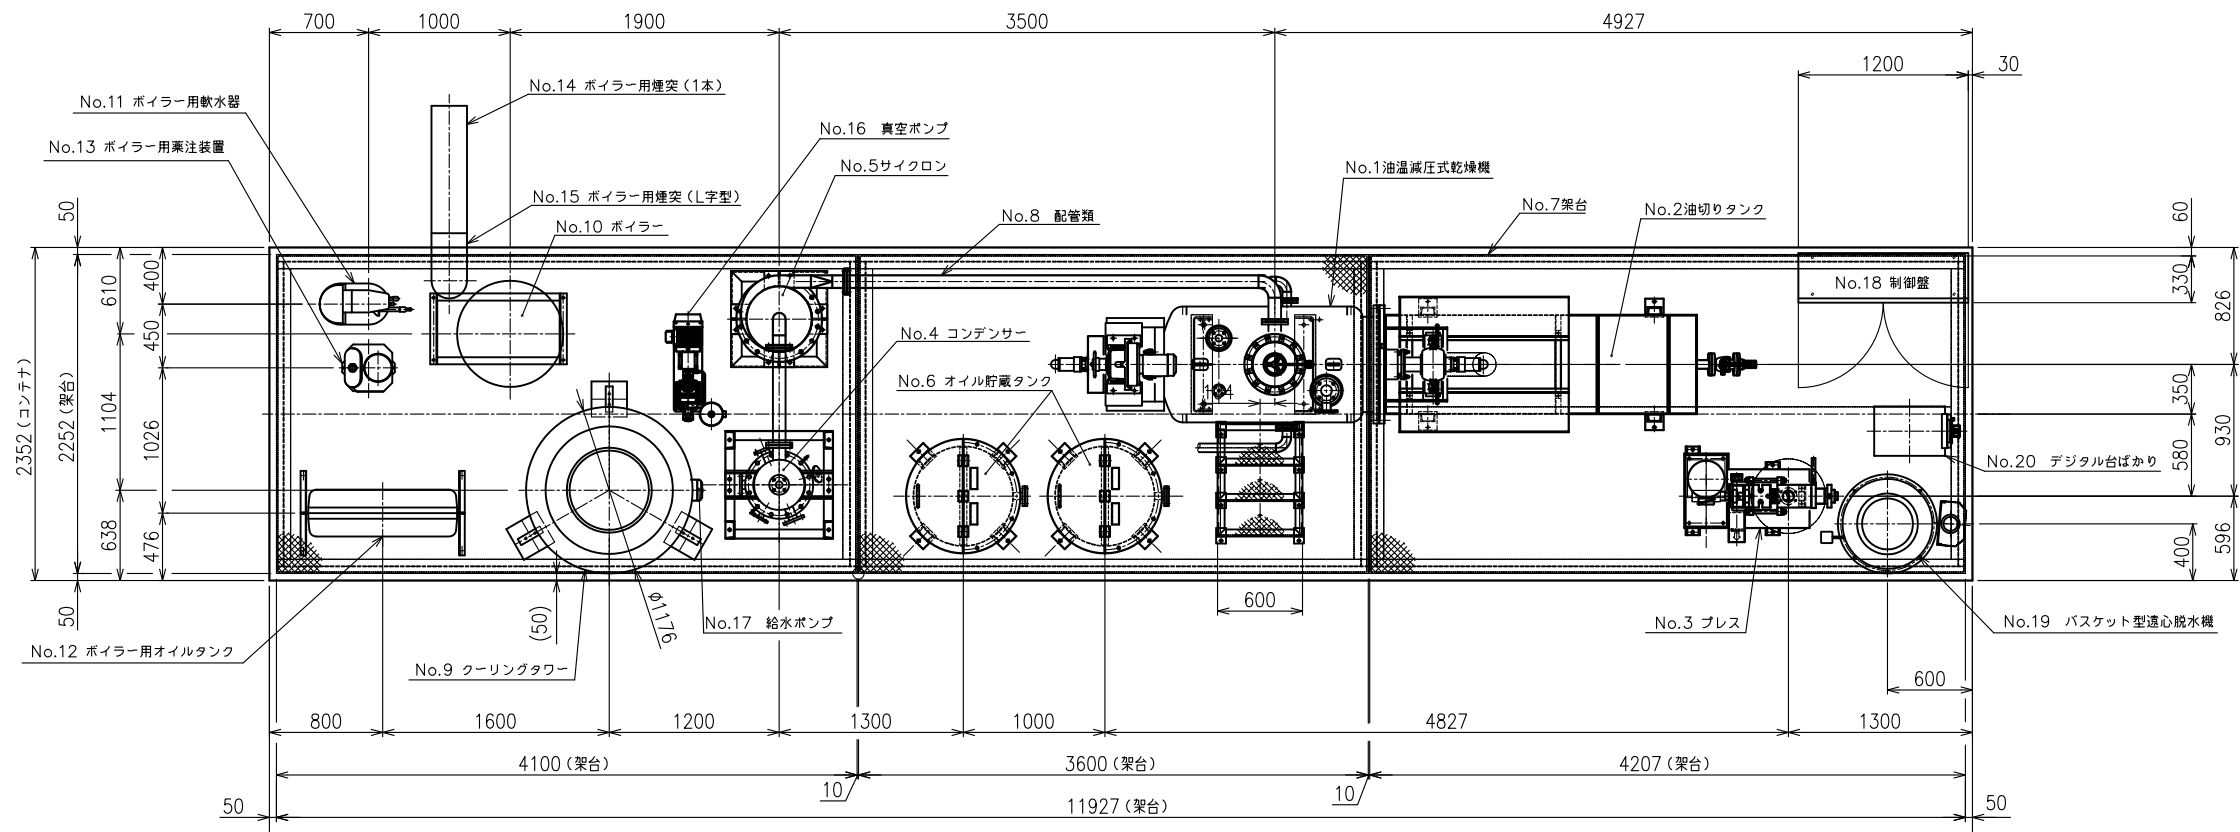 700
1000
1900
3500
4927
1200
30
No.14 ボイラー用煙突(1本)
No.11 ボイラー用軟水器
No.16 真空ポンプ
No.13 ボイラー用薬注装置
No.5サイクロン
No.1油温減圧式乾燥機
No.15 ボイラー用煙突(L字型)
No.8 配管類
No.7架台
No.2油切りタンク
No.10 ボイラー
50
60
2352(コンテナ)
2252(架台)
610
400
450
1104
1026
638
476
50
No.18 制御盤
330
826
No.4 コンデンサー
No.6 オイル貯蔵タンク
350
930
580
No.20 デジタル台ばかり
596
400
(50)
φ1176
600
No.17 給水ポンプ
No.3 プレス
No.19 バスケット型遠心脱水機
No.12 ボイラー用オイルタンク
No.9 クーリングタワー
600
800
1600
1200
1300
1000
4827
1300
4100(架台)
3600(架台)
4207(架台)
10
10
50
11927(架台)
50